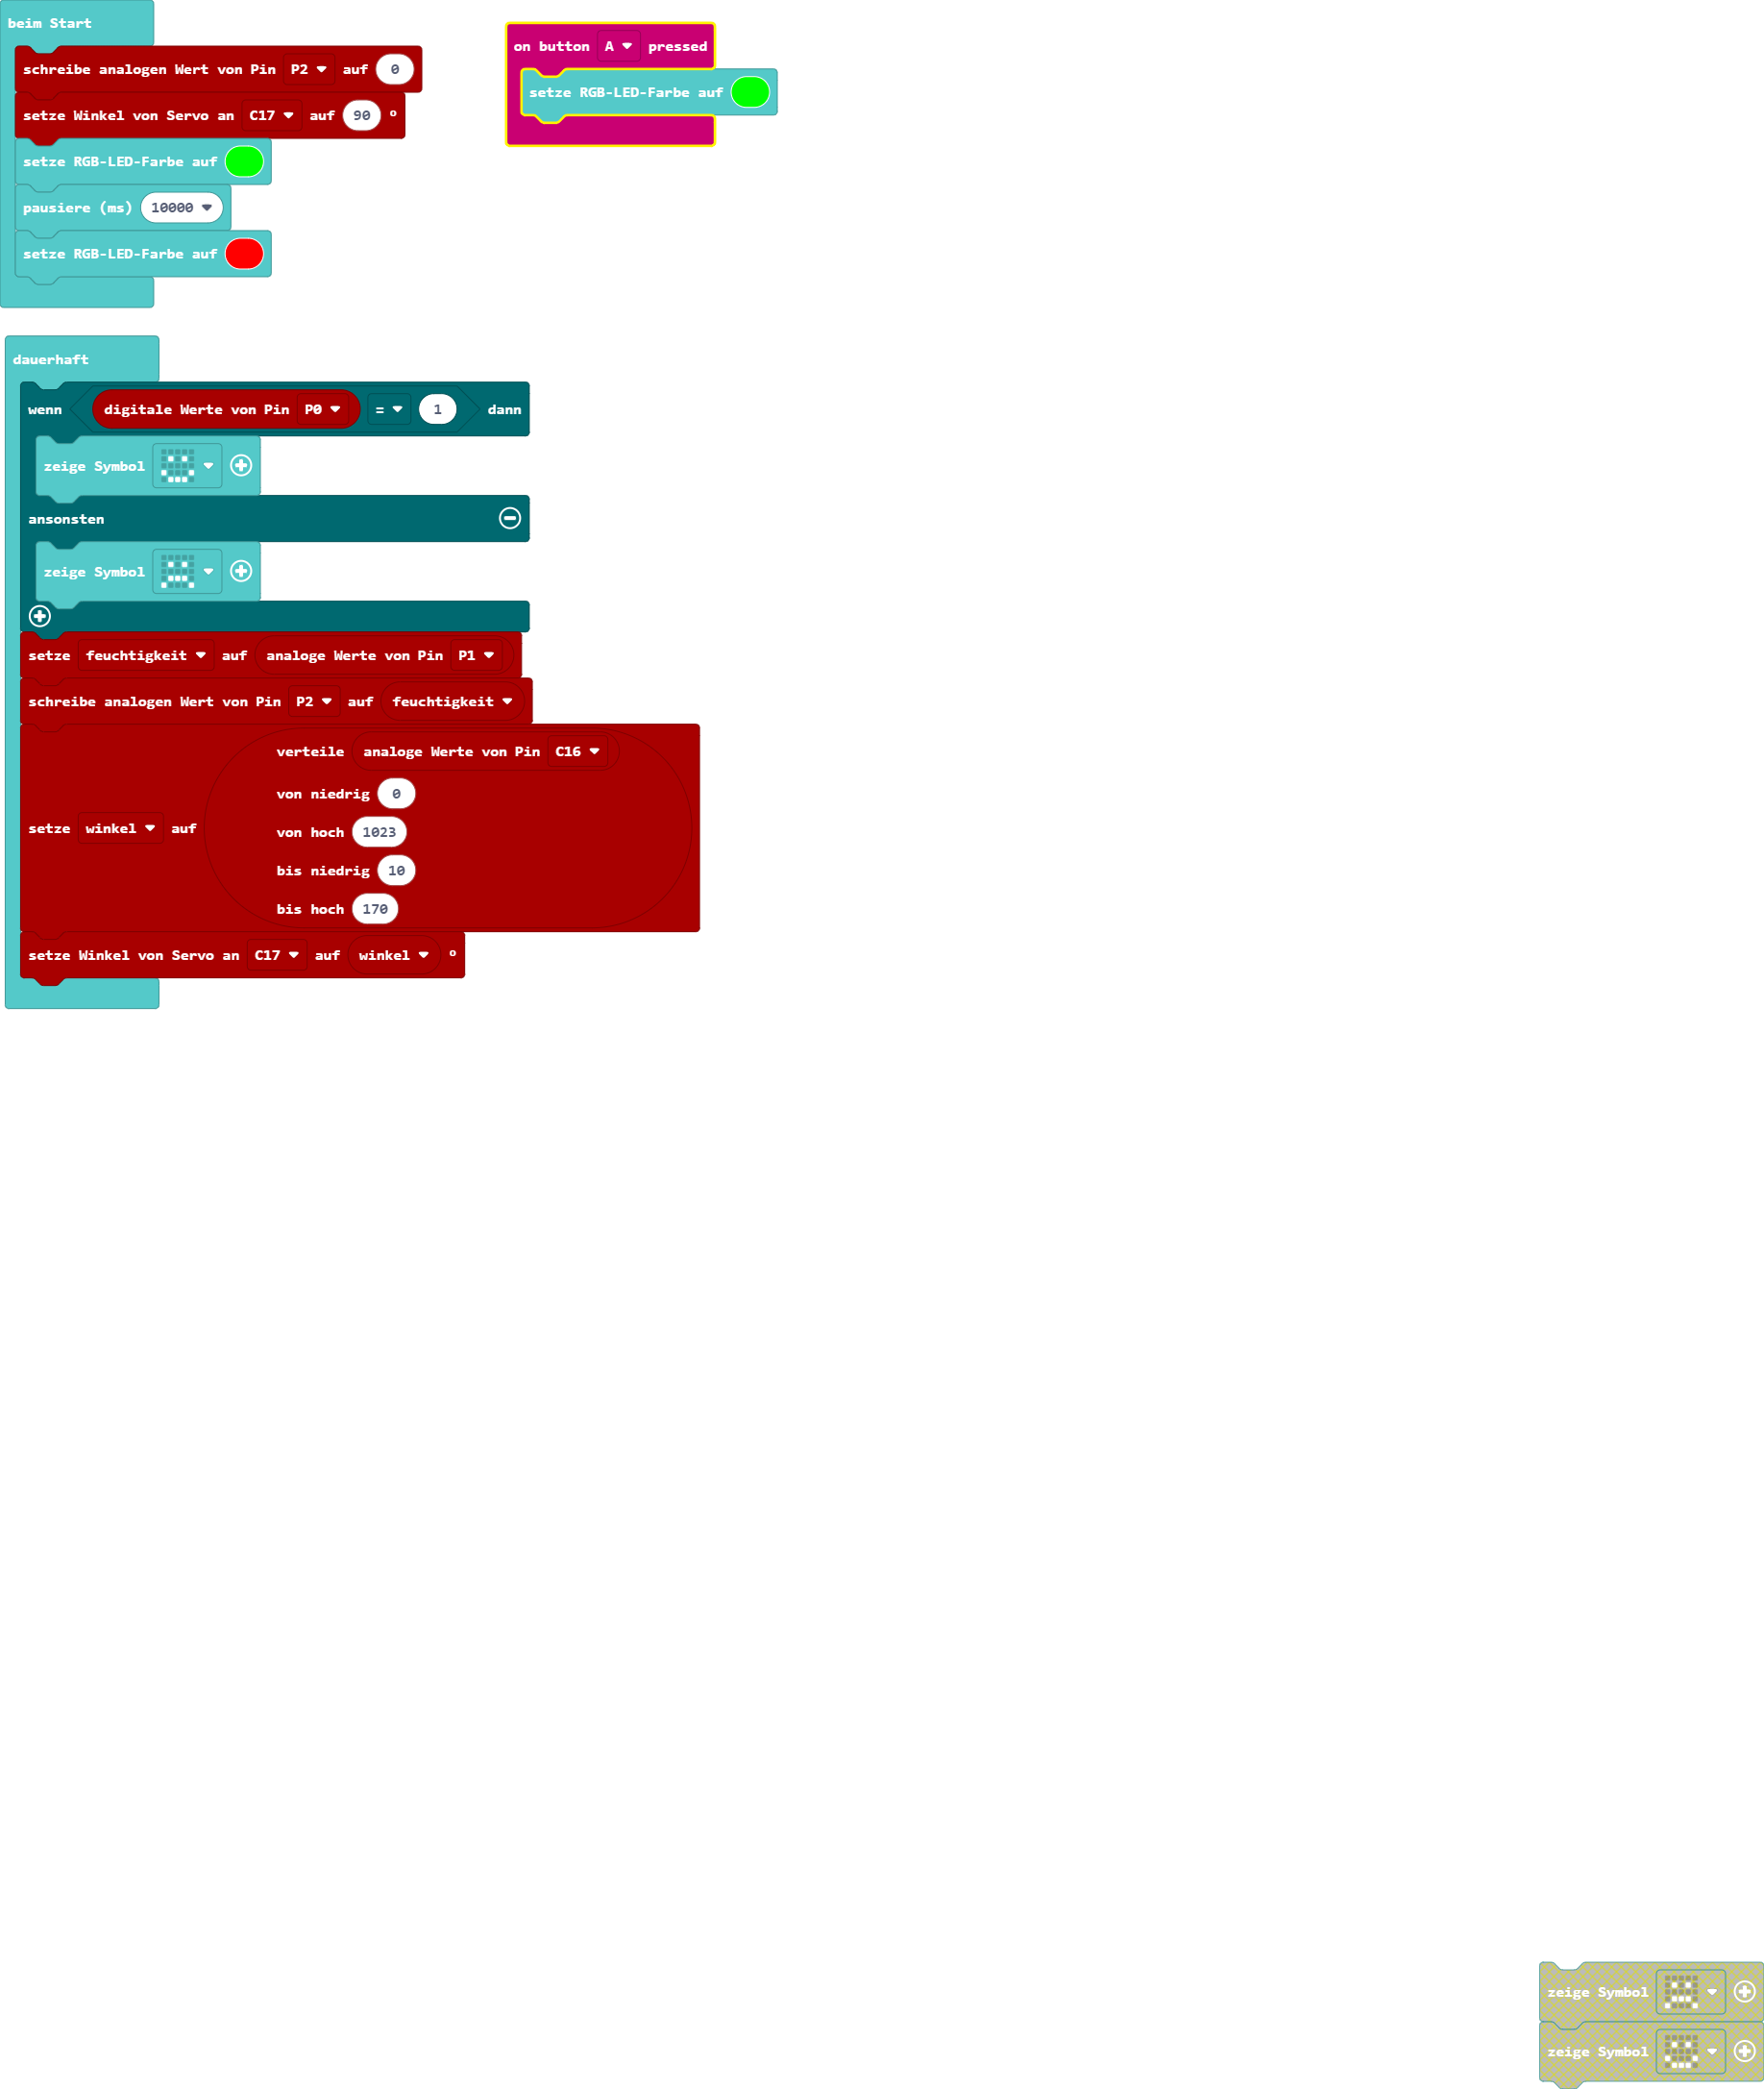 beim Start
schreibe analogen Wert von Pin P2 auf 0
setze Winkel von Servo an C17 auf 90 °
setze RGB-LED-Farbe auf
pausiere (ms) 10000
setze RGB-LED-Farbe auf
on button A pressed
setze RGB-LED-Farbe auf
dauerhaft
wenn digitale Werte von Pin P0 = 1 dann
zeige Symbol
ansonsten
zeige Symbol
setze feuchtigkeit auf analoge Werte von Pin P1
schreibe analogen Wert von Pin P2 auf feuchtigkeit
setze winkel auf verteile analoge Werte von Pin C16
von niedrig 0
von hoch 1023
bis niedrig 10
bis hoch 170
setze Winkel von Servo an C17 auf winkel °
zeige Symbol
zeige Symbol